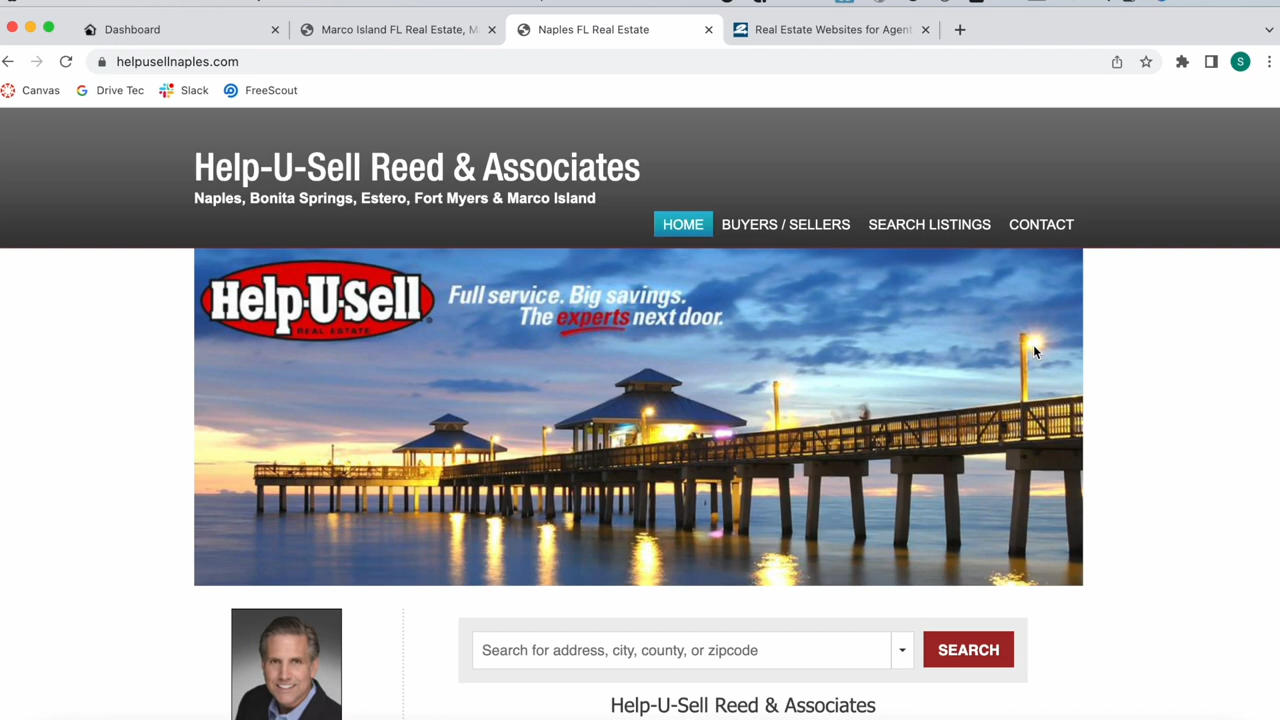 Dashboard
Marco Island FL Real Estate, M
Naples FL Real Estate
Real Estate Websites for Agent
helpusellnaples.com
S
Canvas
Drive Tec
Slack
FreeScout
Help-U-Sell Reed & Associates
Naples, Bonita Springs, Estero, Fort Myers & Marco Island
HOME
BUYERS / SELLERS
SEARCH LISTINGS
CONTACT
Help-U-Sell
REAL ESTATE
Full service. Big savings.
The experts next door.
Search for address, city, county, or zipcode
SEARCH
Help-U-Sell Reed & Associates